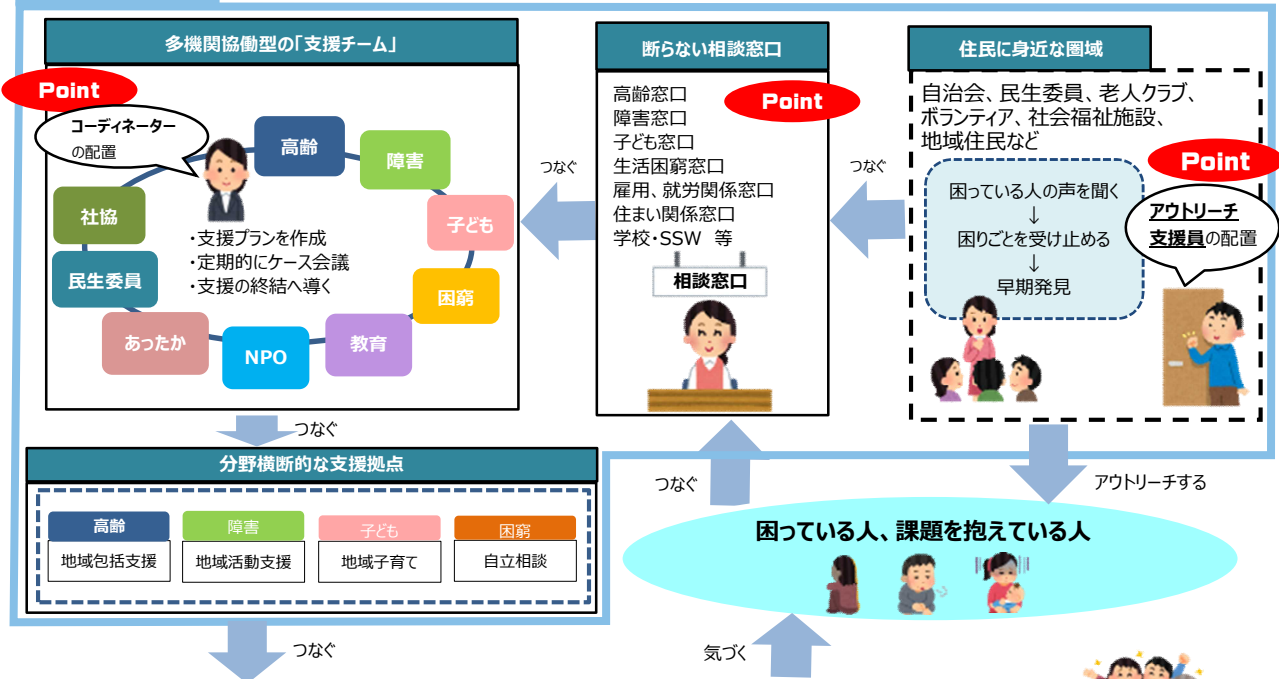 多機関協働型の「支援チーム」
Point
コーディネーター
の配置
高齢
障害
子ども
困窮
教育
NPO
あったか
民生委員
社協
・支援プランを作成
・定期的にケース会議
・支援の終結へ導く
つなぐ
断らない相談窓口
Point
高齢窓口
障害窓口
子ども窓口
生活困窮窓口
雇用、就労関係窓口
住まい関係窓口
学校・SSW 等
相談窓口
つなぐ
住民に身近な圏域
自治会、民生委員、老人クラブ、
ボランティア、社会福祉施設、
地域住民など
Point
困っている人の声を聞く
↓
困りごとを受け止める
↓
早期発見
アウトリーチ
支援員の配置
つなぐ
分野横断的な支援拠点
高齢
地域包括支援
障害
地域活動支援
子ども
地域子育て
困窮
自立相談
つなぐ
アウトリーチする
困っている人、課題を抱えている人
つなぐ
気づく